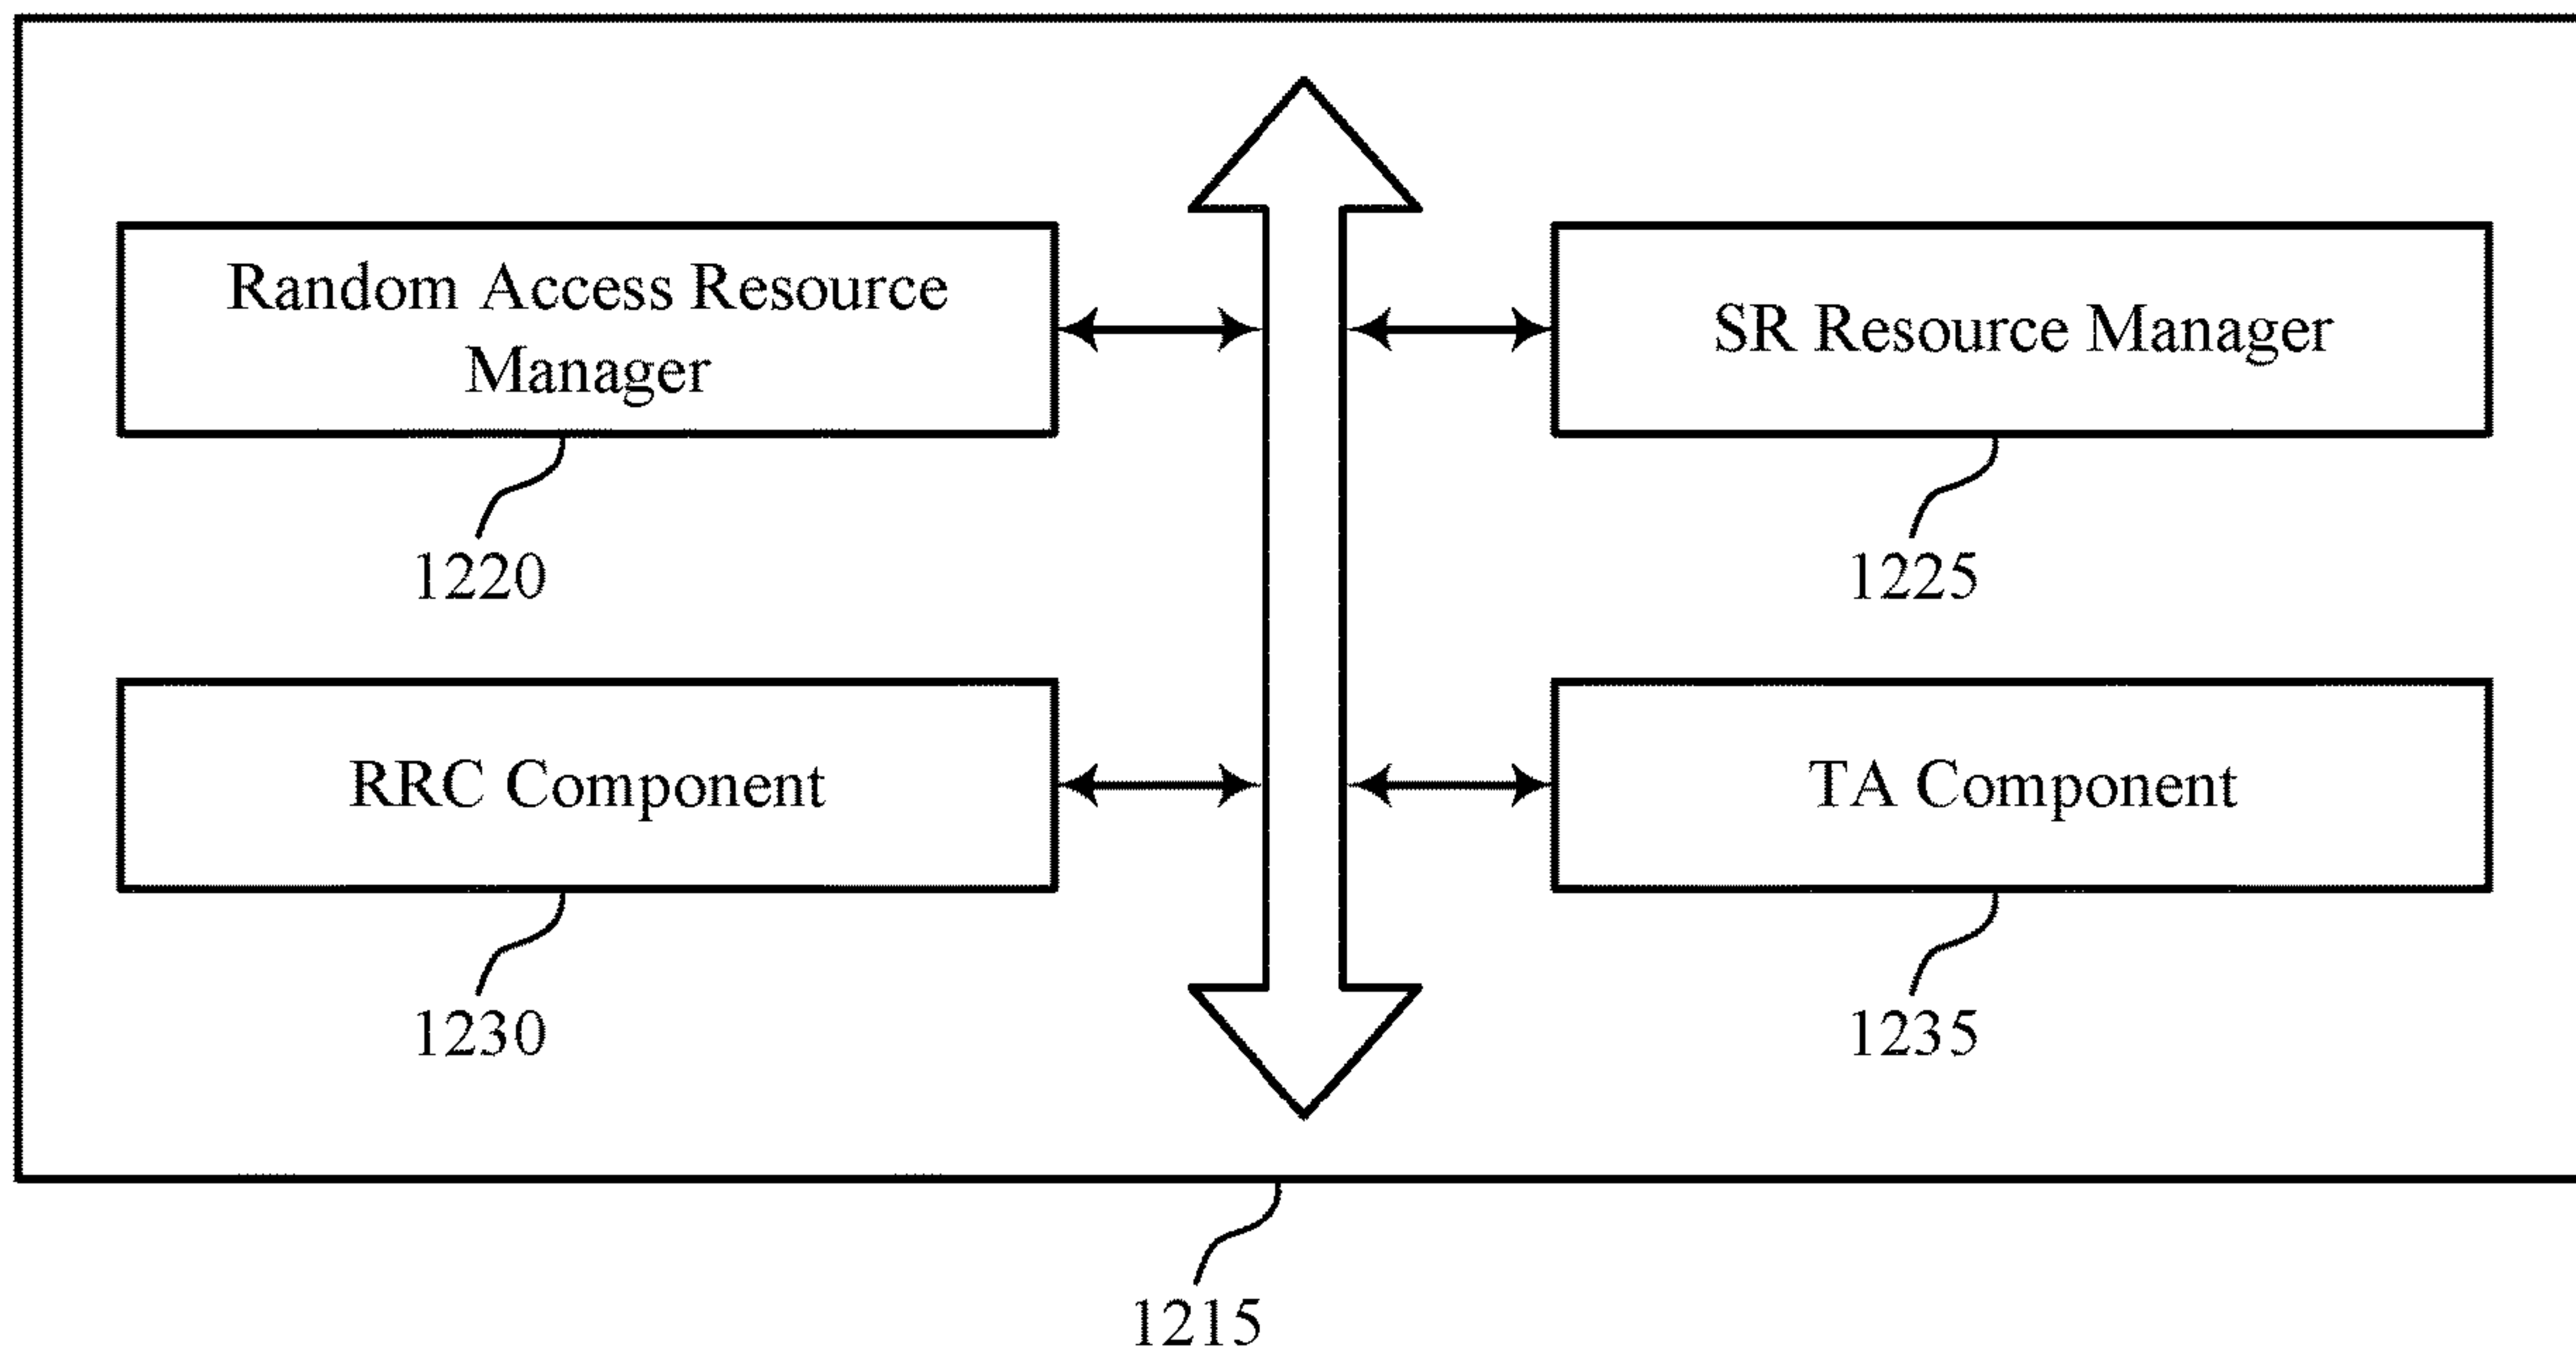 Random Access Resource
Manager
1220
SR Resource Manager
1225
RRC Component
1230
TA Component
1235
1215